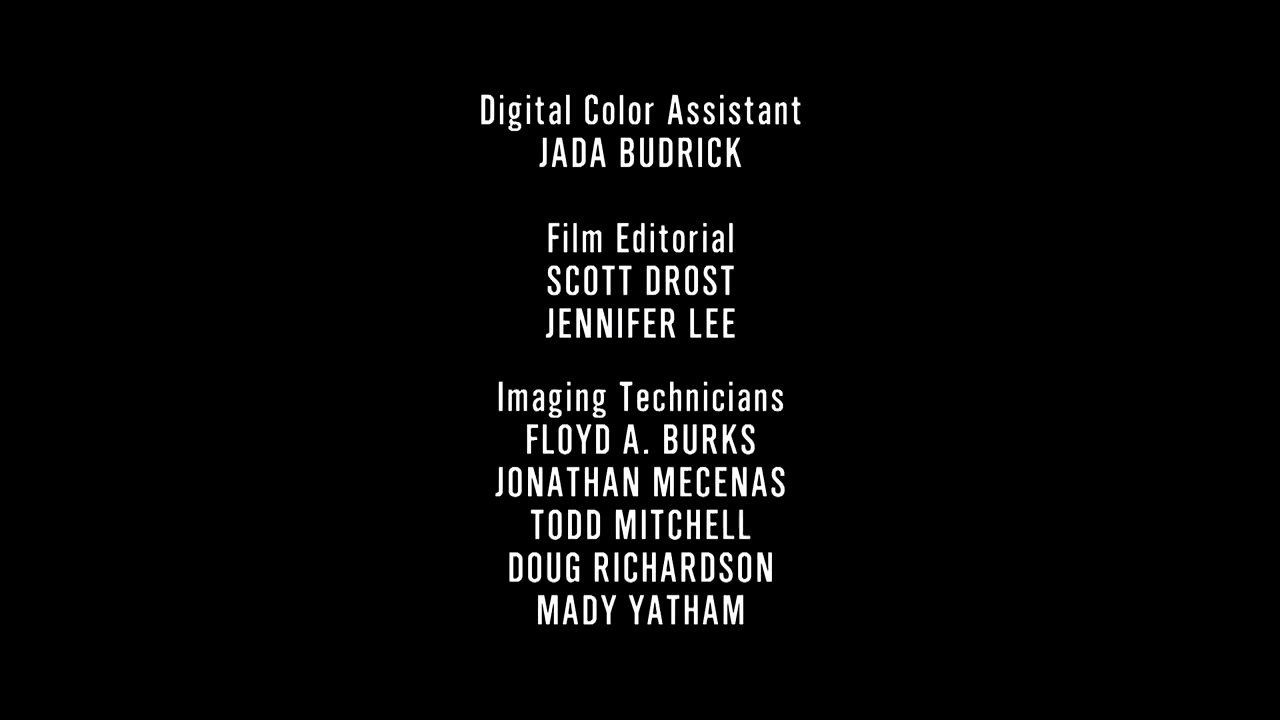 Digital Color Assistant
JADA BUDRICK
Film Editorial
SCOTT DROST
JENNIFER LEE
Imaging Technicians
FLOYD A. BURKS
JONATHAN MECENAS
TODD MITCHELL
DOUG RICHARDSON
MADY YATHAM